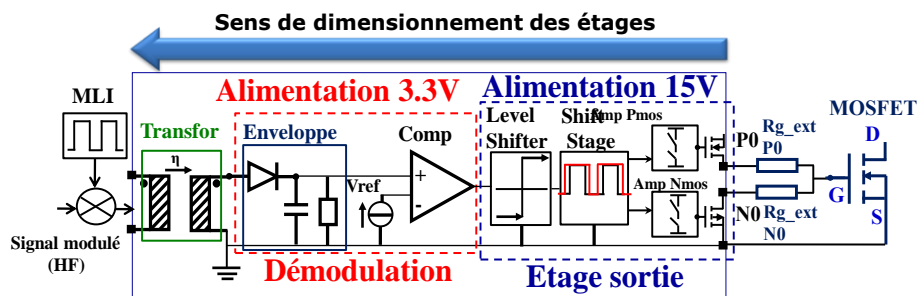 Sens de dimensionnement des étages
Alimentation 3.3V
Alimentation 15V
MLI
Transfor
η
Enveloppe
Comp
Vref
+
-
Level
Shifter
Shift
Stage
Amp Pmos
Amp Nmos
P0
N0
Rg_ext
P0
Rg_ext
N0
MOSFET
D
G
S
Signal modulé
(HF)
Démodulation
Etage sortie